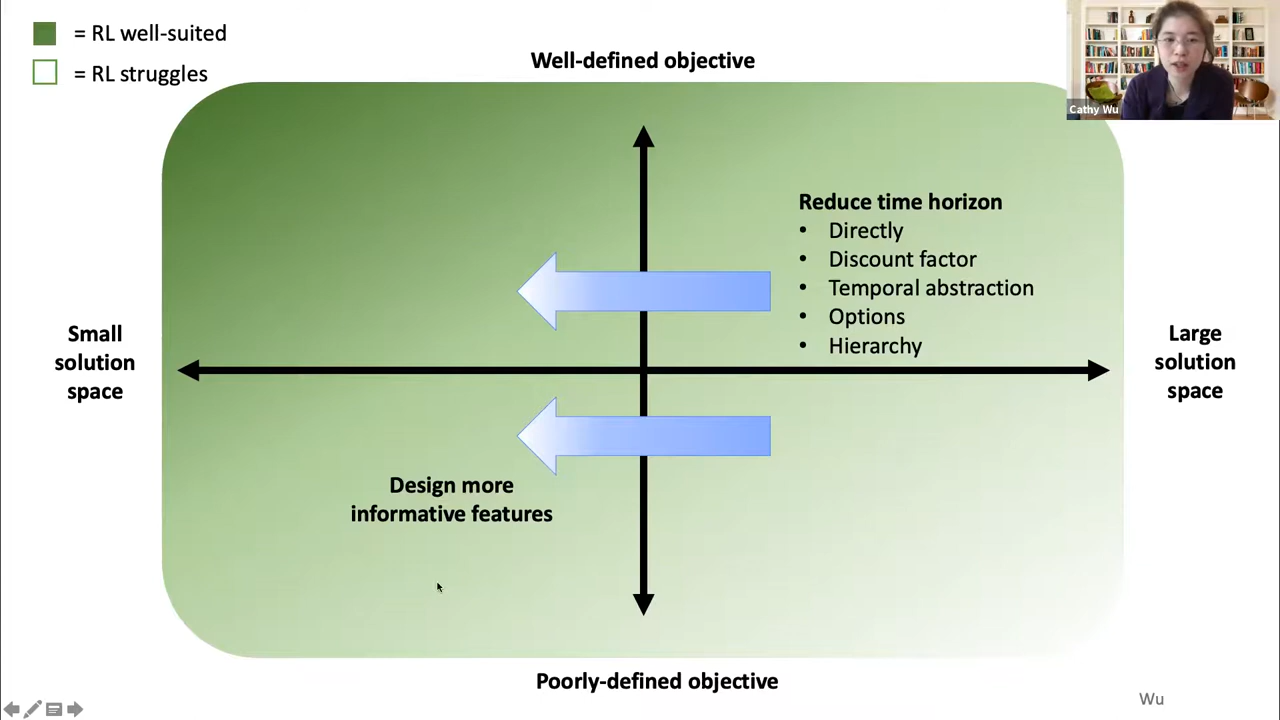 = RL well-suited
= RL struggles
Well-defined objective
Cathy Wu
Reduce time horizon
• Directly
• Discount factor
• Temporal abstraction
• Options
• Hierarchy
Small
solution
space
Large
solution
space
Design more
informative features
Poorly-defined objective
Wu